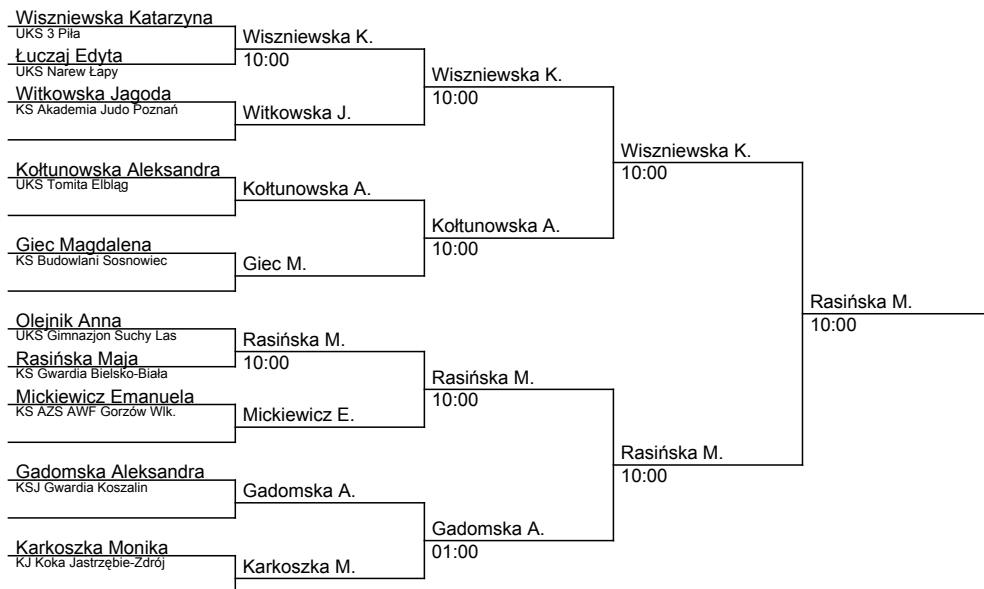 Wiszniewska Katarzyna
UKS 3 Piła
Łuczaj Edyta
UKS Narew Łapy
Witkowska Jagoda
KS Akademia Judo Poznań
Kołtunowska Aleksandra
UKS Tomita Elbląg
Giec Magdalena
KS Budowlani Sosnowiec
Olejnik Anna
UKS Gimnazjon Suchy Las
Rasińska Maja
KS Gwardia Bielsko-Biała
Mickiewicz Emanuela
KS AZS AWF Gorzów Wlk.
Gadomska Aleksandra
KSJ Gwardia Koszalin
Karkoszka Monika
KJ Koka Jastrzębie-Zdrój
Wiszniewska K.
10:00
Witkowska J.
Kołtunowska A.
Giec M.
Rasińska M.
10:00
Mickiewicz E.
Gadomska A.
Karkoszka M.
Wiszniewska K.
10:00
Kołtunowska A.
10:00
Rasińska M.
10:00
Gadomska A.
01:00
Wiszniewska K.
10:00
Rasińska M.
10:00
Rasińska M.
10:00